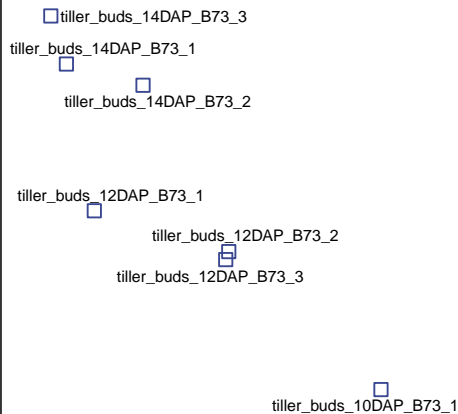 tiller_buds_14DAP_B73_3
tiller_buds_14DAP_B73_1
tiller_buds_14DAP_B73_2
tiller_buds_12DAP_B73_1
tiller_buds_12DAP_B73_2
tiller_buds_12DAP_B73_3
tiller_buds_10DAP_B73_1